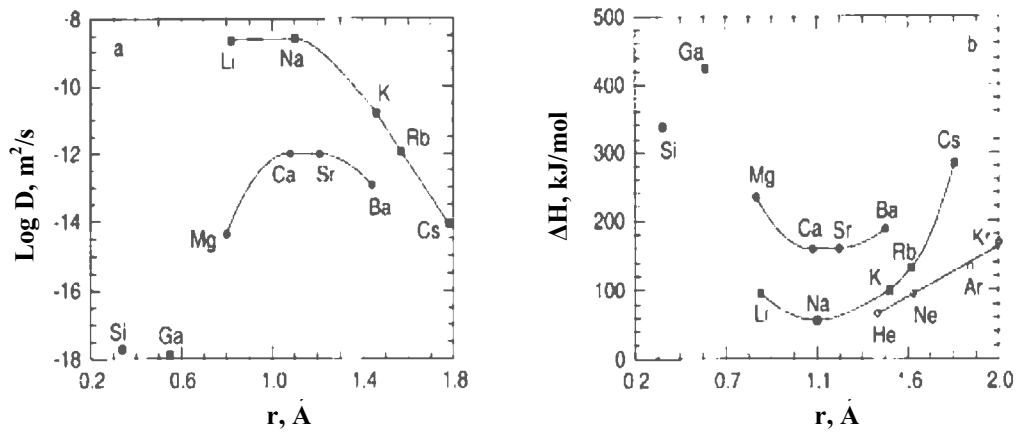 Log D, m²/s
-8
-10
-12
-14
-16
-18
a
Li
Na
K
Rb
Ca
Sr
Ba
Cs
Mg
Si
Ga
0.2 0.6 1.0 1.4 1.8
r, Å
ΔH, kJ/mol
500
400
300
200
100
0
b
Ga
Si
Cs
Mg
Ca
Sr
Ba
Rb
Kr
K
Li
Na
Ar
Ne
He
0.2 0.7 1.1 1.6 2.0
r, Å